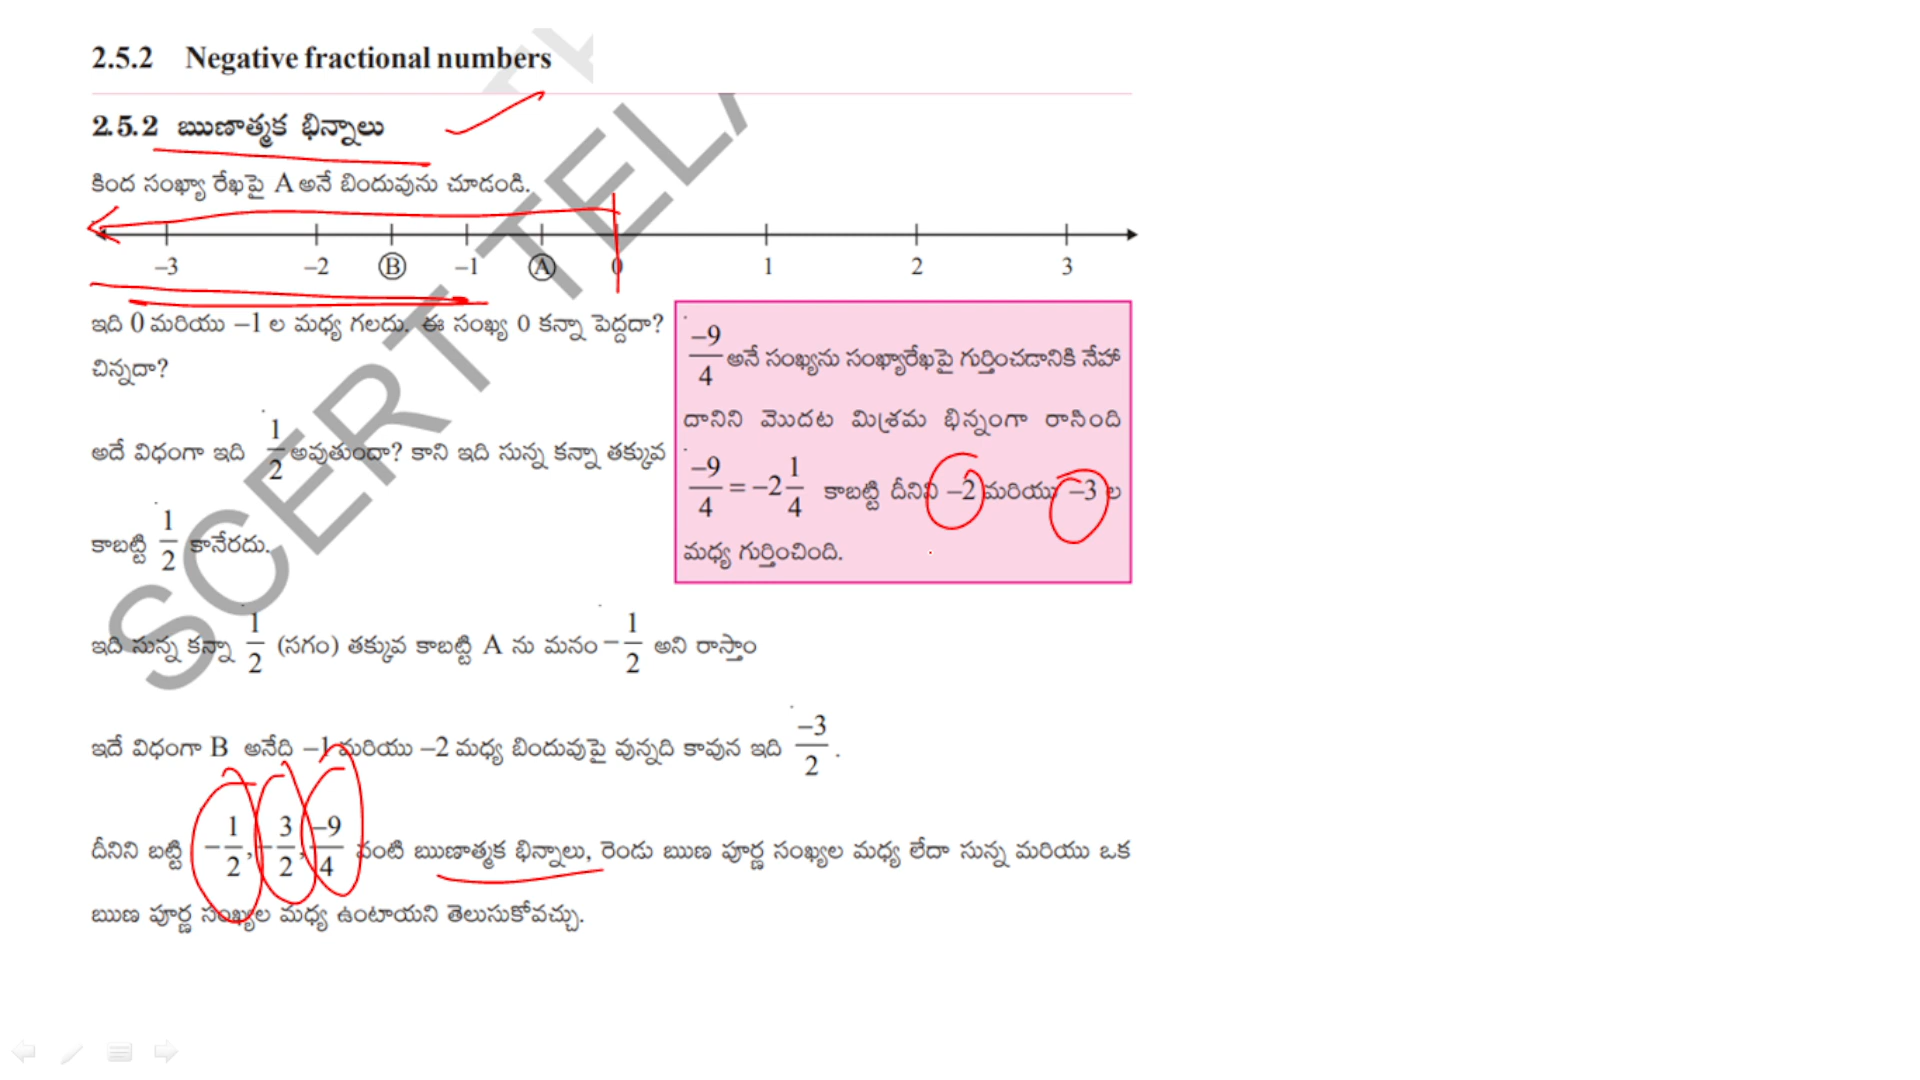 2.5.2 Negative fractional numbers
2.5.2 ఋణాత్మక భిన్నాలు
కింద సంఖ్యా రేఖపై A అనే బిందువును చూడండి.
–3 –2 B –1 A 0 1 2 3
ఇది 0 మరియు –1 ల మధ్య గలదు. ఈ సంఖ్య 0 కన్నా పెద్దదా?
చిన్నదా?
అదే విధంగా ఇది 1/2 అవుతుందా? కాని ఇది సున్న కన్నా తక్కువ
కాబట్టి 1/2 కానేరదు.
–9/4 అనే సంఖ్యను సంఖ్యారేఖపై గుర్తించడానికి నేహా
దానిని మొదట మిశ్రమ భిన్నంగా రాసింది
–9/4 = –2 1/4 కాబట్టి దీనిని –2 మరియు –3 ల
మధ్య గుర్తించింది.
ఇది సున్న కన్నా 1/2 (సగం) తక్కువ కాబట్టి A ను మనం –1/2 అని రాస్తాం
ఇదే విధంగా B అనేది –1 మరియు –2 మధ్య బిందువుపై వున్నది కావున ఇది –3/2 .
దీనిని బట్టి –1/2, –3/2, –9/4 వంటి ఋణాత్మక భిన్నాలు, రెండు ఋణ పూర్ణ సంఖ్యల మధ్య లేదా సున్న మరియు ఒక
ఋణ పూర్ణ సంఖ్యల మధ్య ఉంటాయని తెలుసుకోవచ్చు.
SCERT TELA